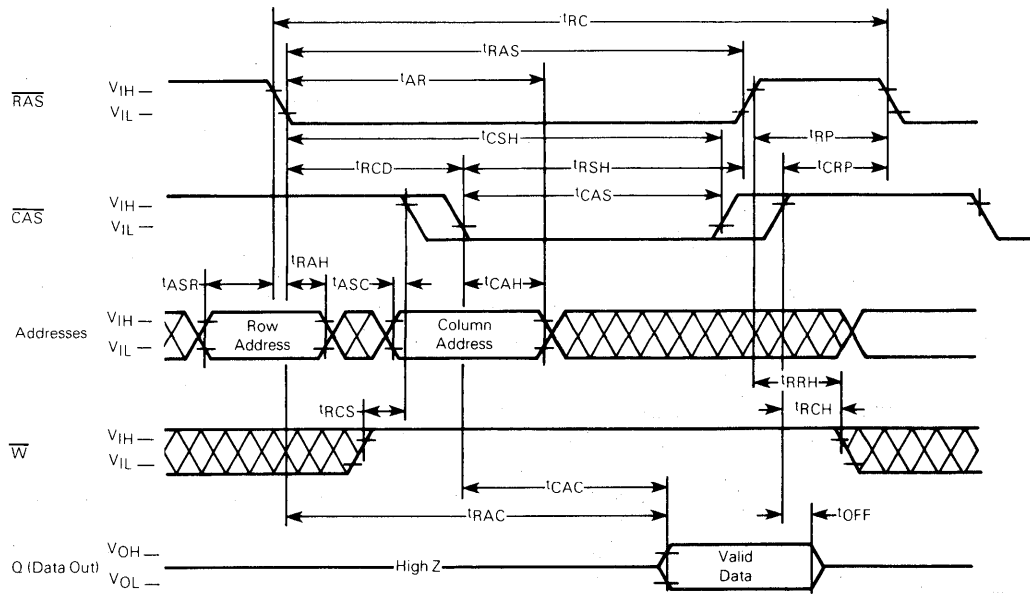 tRC
tRAS
tAR
RAS
VIH
VIL
tCSH
tRP
tRCD
tRSH
tCRP
tCAS
CAS
VIH
VIL
tRAH
tASR
tASC
tCAH
Addresses
VIH
VIL
Row
Address
Column
Address
tRRH
tRCS
tRCH
W
VIH
VIL
tCAC
tRAC
tOFF
Q (Data Out)
VOH
VOL
High Z
Valid
Data